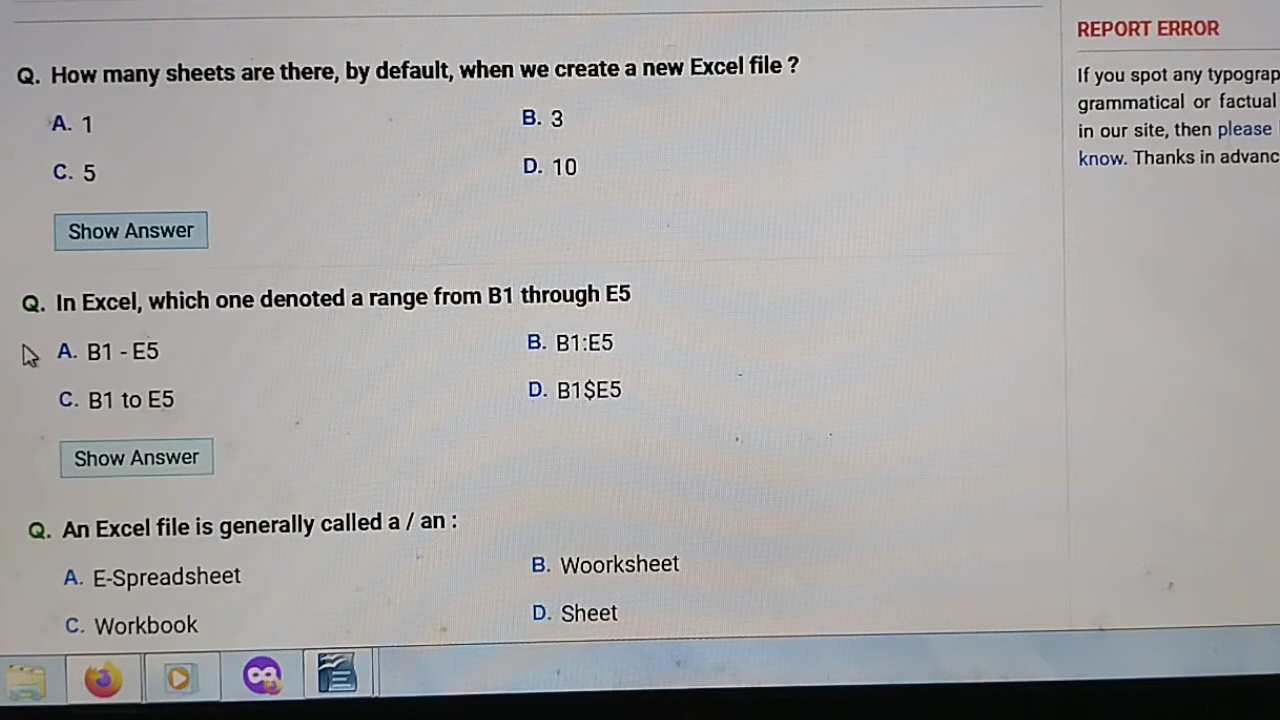 Q. How many sheets are there, by default, when we create a new Excel file ?
A. 1
B. 3
C. 5
D. 10
Show Answer
Q. In Excel, which one denoted a range from B1 through E5
A. B1 - E5
B. B1:E5
C. B1 to E5
D. B1$E5
Show Answer
Q. An Excel file is generally called a / an :
A. E-Spreadsheet
B. Woorksheet
C. Workbook
D. Sheet
REPORT ERROR
If you spot any typograp
grammatical or factual
in our site, then please
know. Thanks in advanc